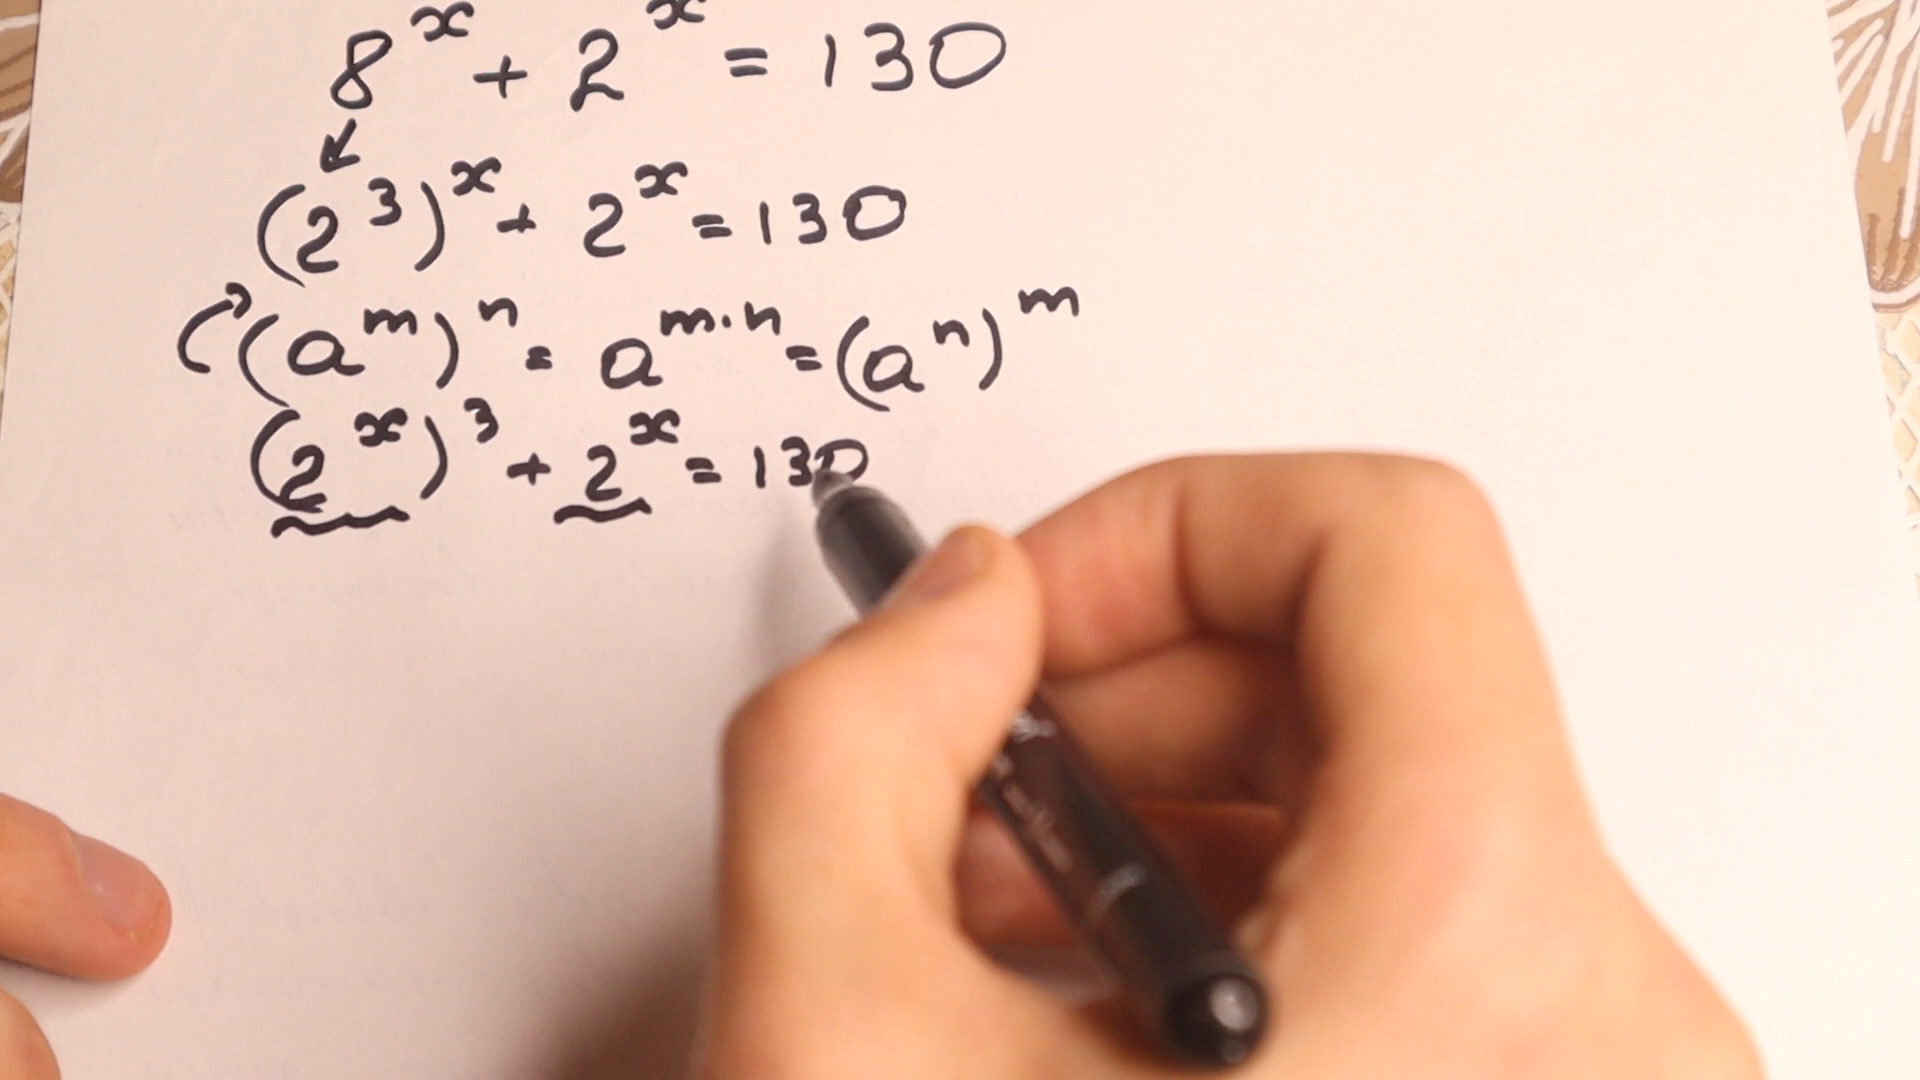 8^x + 2^x = 130
(2^3)^x + 2^x = 130
(a^m)^n = a^{m·n} = (a^n)^m
(2^x)^3 + 2^x = 130